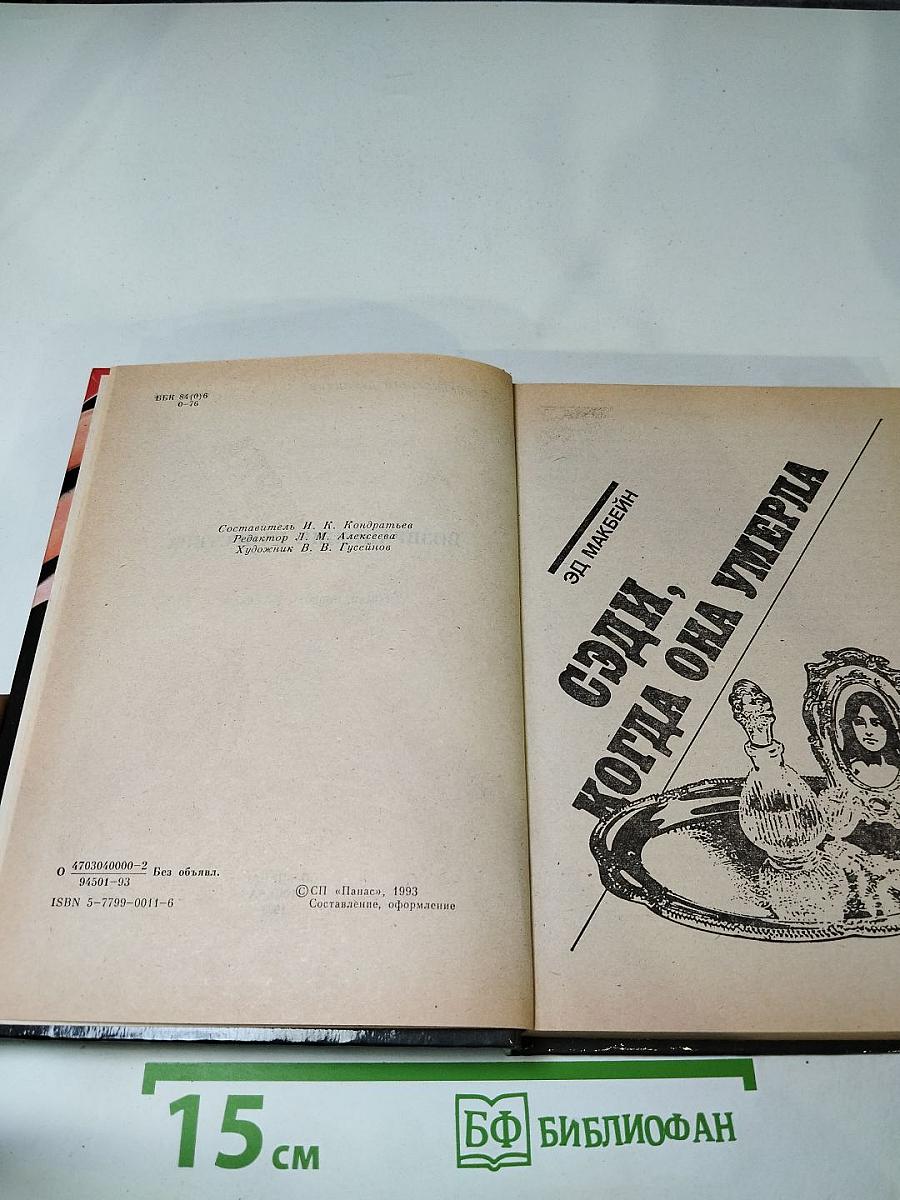 ББК 84(0)6
О-76
Составитель И. К. Кондратьев
Редактор Л. М. Алексеева
Художник В. В. Гусейнов
О 4703040000-2 Без объявл.
94501-93
ISBN 5-7799-0011-6
©СП «Панас», 1993
Составление, оформление
ЭД МАКБЕЙН
СЭДИ,
КОГДА ОНА УМЕРЛА
15 см
БФ БИБЛИОФАН